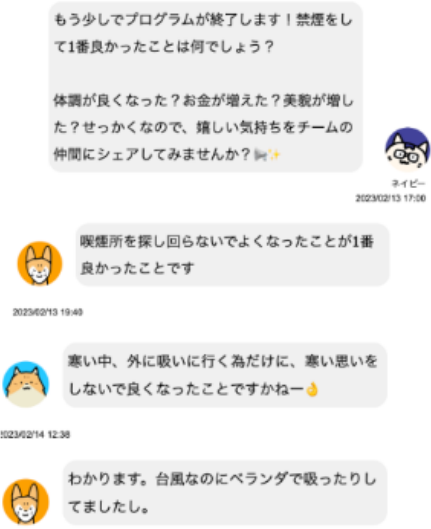 もう少しでプログラムが終了します！禁煙をし
て1番良かったことは何でしょう？
体調が良くなった？お金が増えた？美貌が増し
た？せっかくなので、嬉しい気持ちをチームの
仲間にシェアしてみませんか？
ネイビー
2023/02/13 17:00
喫煙所を探し回らないでよくなったことが1番
良かったことです
2023/02/13 19:40
寒い中、外に吸いに行く為だけに、寒い思いを
しないで良くなったことですかねー👌
2023/02/14 12:38
わかります。台風なのにベランダで吸ったりし
てましたし。